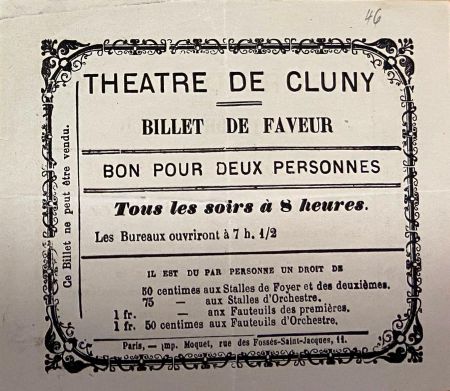 46
THEATRE DE CLUNY
BILLET DE FAVEUR
BON POUR DEUX PERSONNES
Tous les soirs à 8 heures.
Les Bureaux ouvriront à 7 h. 1/2
IL EST DU PAR PERSONNE UN DROIT DE
50 centimes aux Stalles de Foyer et des deuxièmes.
75 — aux Stalles d'Orchestre.
1 fr. — aux Fauteuils des premières.
1 fr. 50 centimes aux Fauteuils d'Orchestre.
Paris, — Imp. Moquet, rue des Fossés-Saint-Jacques, 11.
Ce Billet ne peut être vendu.